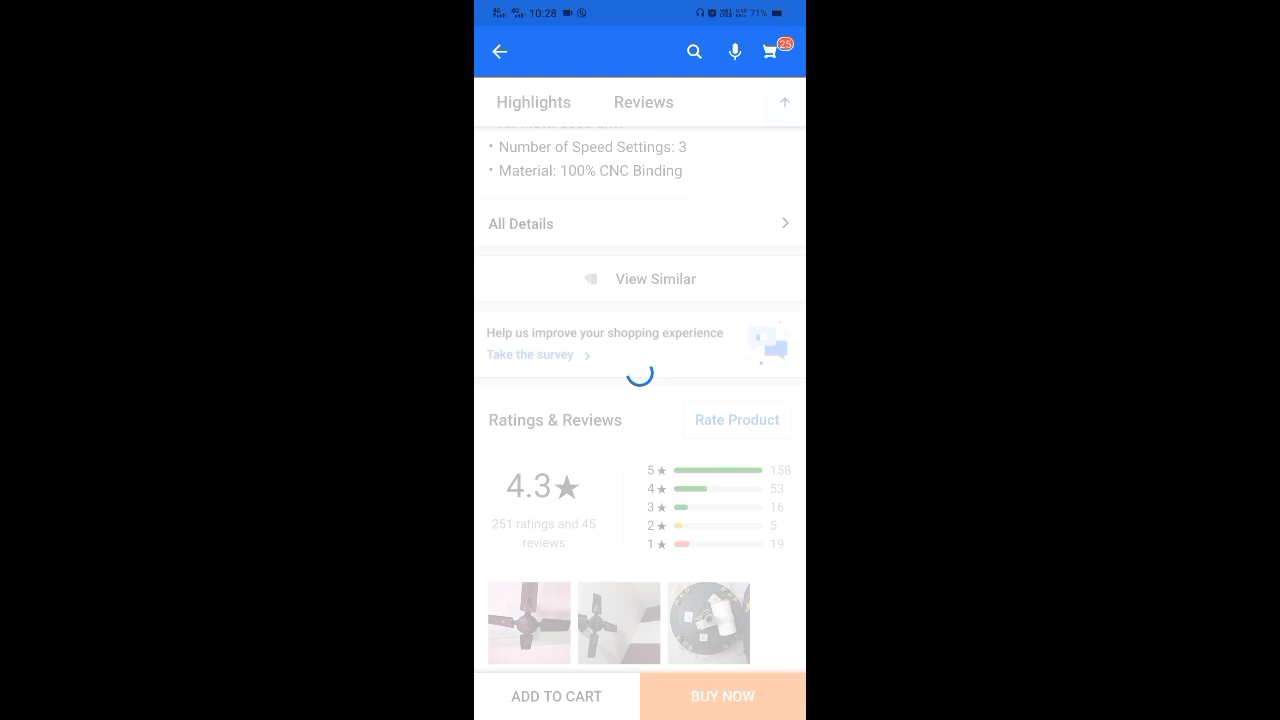 10:28
71%
25
Highlights
Reviews
• Number of Speed Settings: 3
• Material: 100% CNC Binding
All Details
View Similar
Help us improve your shopping experience
Take the survey
Ratings & Reviews
Rate Product
4.3★
251 ratings and 45
reviews
5★ 158
4★ 53
3★ 16
2★ 5
1★ 19
ADD TO CART
BUY NOW